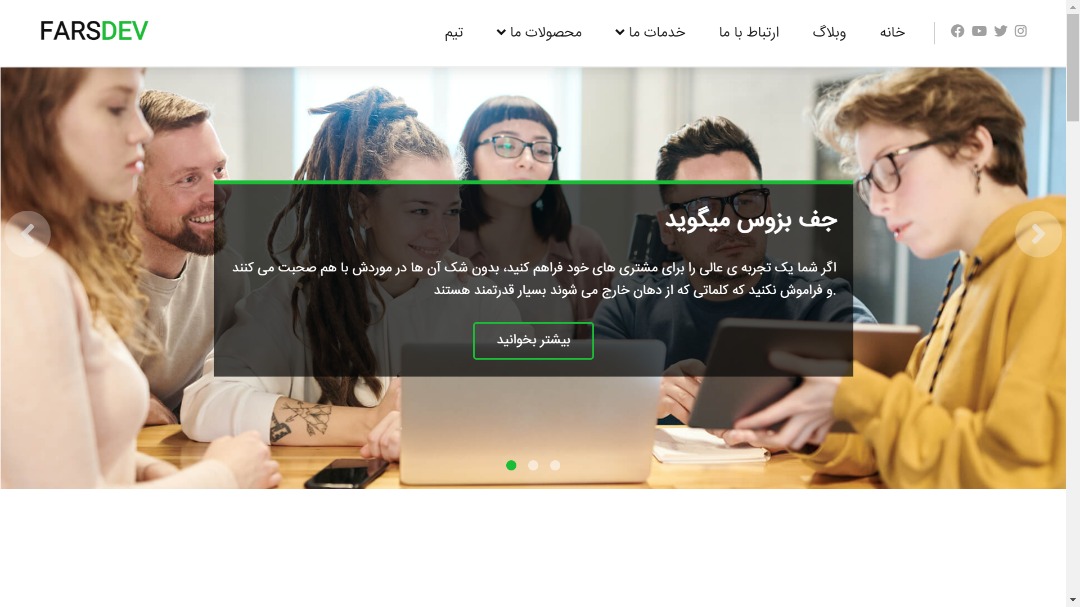 FARSDEV
خانه
وبلاگ
ارتباط با ما
خدمات ما
محصولات ما
تیم
جف بزوس میگوید
اگر شما یک تجربه ی عالی را برای مشتری های خود فراهم کنید، بدون شک آن ها در موردش با هم صحبت می کنند
و فراموش نکنید که کلماتی که از دهان خارج می شوند بسیار قدرتمند هستند.
بیشتر بخوانید